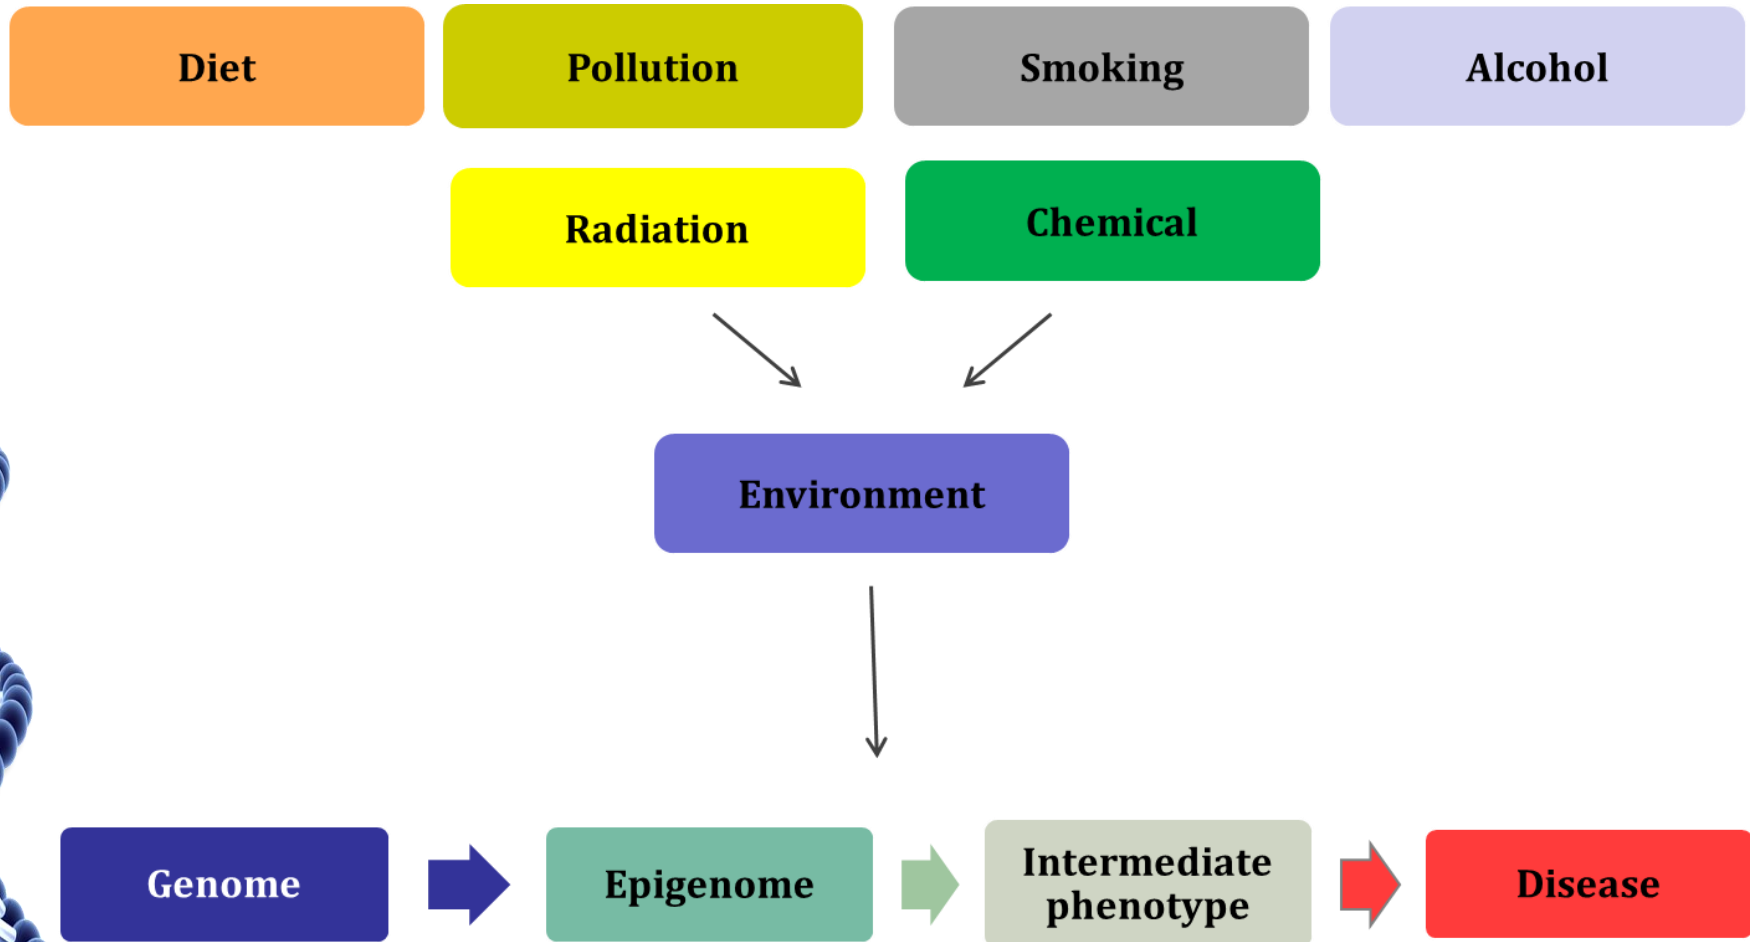 Diet
Pollution
Smoking
Alcohol
Radiation
Chemical
Environment
Genome
Epigenome
Intermediate
phenotype
Disease